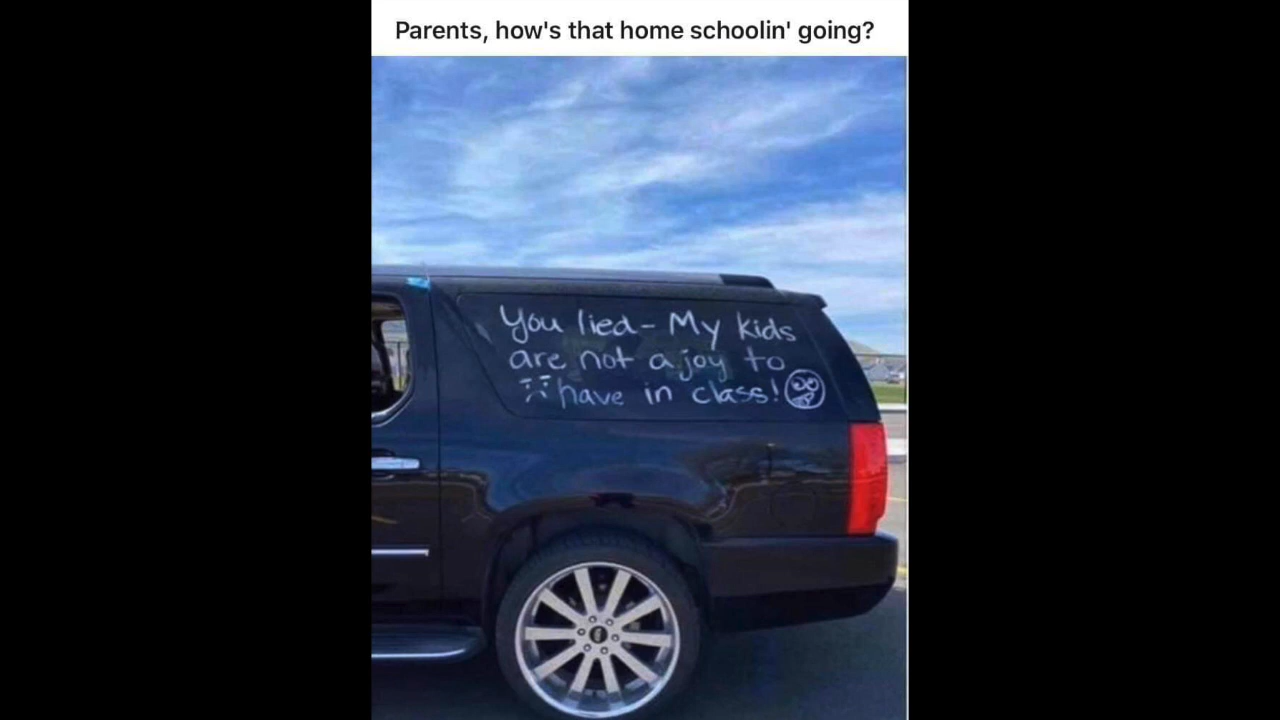 Parents, how's that home schoolin' going?
You lied - My kids
are not a joy to
have in class!